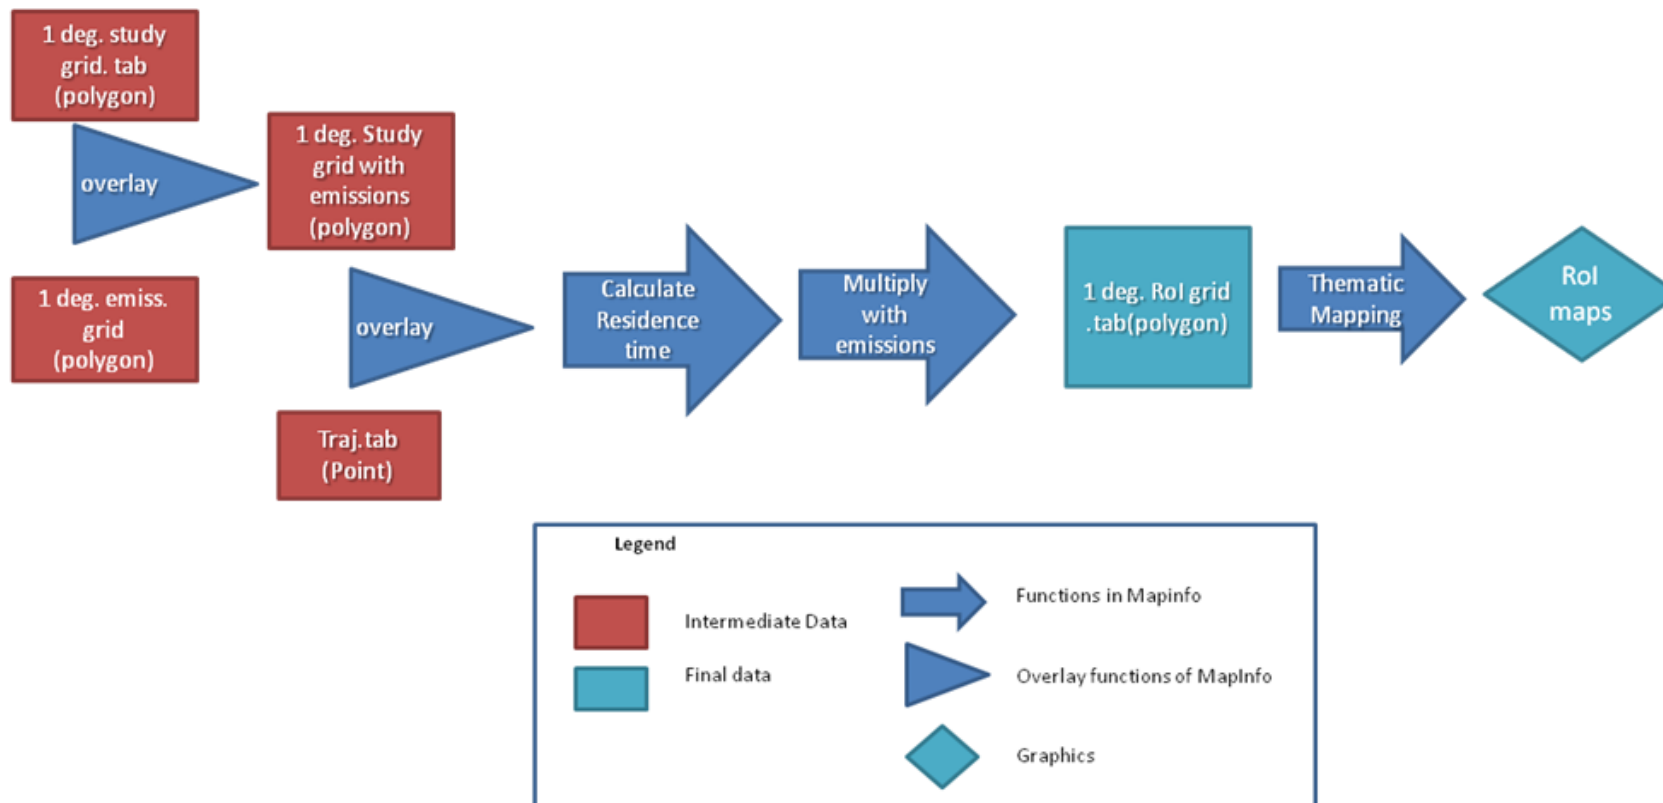 1 deg. study
grid. tab
(polygon)
overlay
1 deg. emiss.
grid
(polygon)
1 deg. Study
grid with
emissions
(polygon)
overlay
Traj.tab
(Point)
Calculate
Residence
time
Multiply
with
emissions
1 deg. RoI grid
.tab(polygon)
Thematic
Mapping
RoI
maps
Legend
Intermediate Data
Final data
Functions in Mapinfo
Overlay functions of MapInfo
Graphics